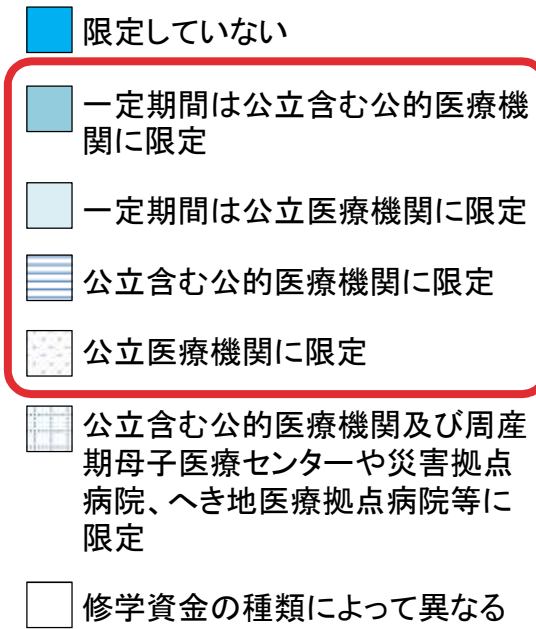 限定していない
一定期間は公立含む公的医療機
関に限定
一定期間は公立医療機関に限定
公立含む公的医療機関に限定
公立医療機関に限定
公立含む公的医療機関及び周産
期母子医療センターや災害拠点
病院、へき地医療拠点病院等に
限定
修学資金の種類によって異なる